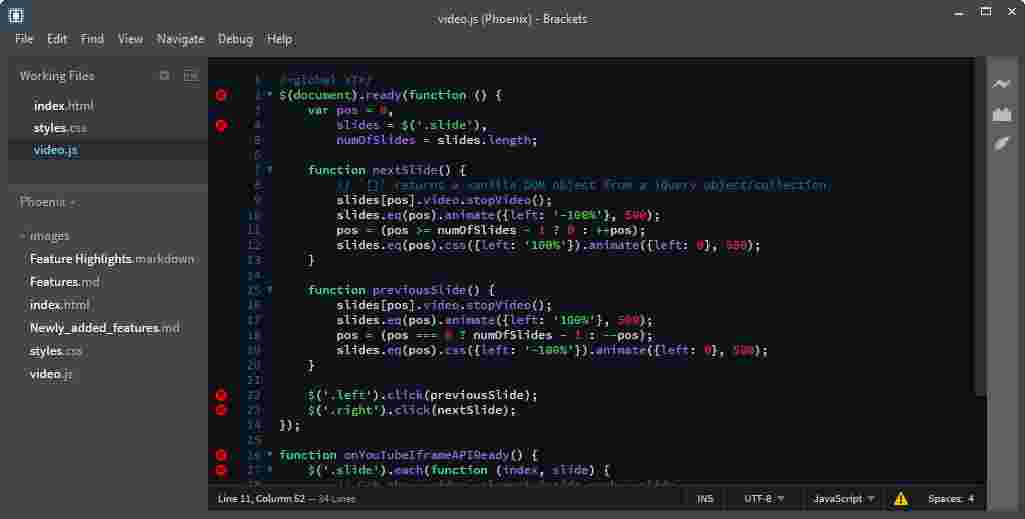 video.js (Phoenix) - Brackets
File Edit Find View Navigate Debug Help
Working Files
index.html
styles.css
video.js
Phoenix
images
Feature Highlights.markdown
Features.md
index.html
Newly_added_features.md
styles.css
video.js
1 /*global YT*/
2 $(document).ready(function () {
3 var pos = 0,
4 slides = $('.slide'),
5 numOfSlides = slides.length;
6
7 function nextSlide() {
8 // `[]` returns a vanilla DOM object from a jQuery object/collection
9 slides[pos].video.stopVideo();
10 slides.eq(pos).animate({left: '-100%'}, 500);
11 pos = (pos >= numOfSlides - 1 ? 0 : ++pos);
12 slides.eq(pos).css({left: '100%'}).animate({left: 0}, 500);
13 }
14
15 function previousSlide() {
16 slides[pos].video.stopVideo();
17 slides.eq(pos).animate({left: '100%'}, 500);
18 pos = (pos === 0 ? numOfSlides - 1 : --pos);
19 slides.eq(pos).css({left: '-100%'}).animate({left: 0}, 500);
20 }
21
22 $('.left').click(previousSlide);
23 $('.right').click(nextSlide);
24 });
25
26 function onYouTubeIframeAPIReady() {
27 $('.slide').each(function (index, slide) {
Line 11, Column 52 — 34 Lines INS UTF-8 JavaScript Spaces: 4